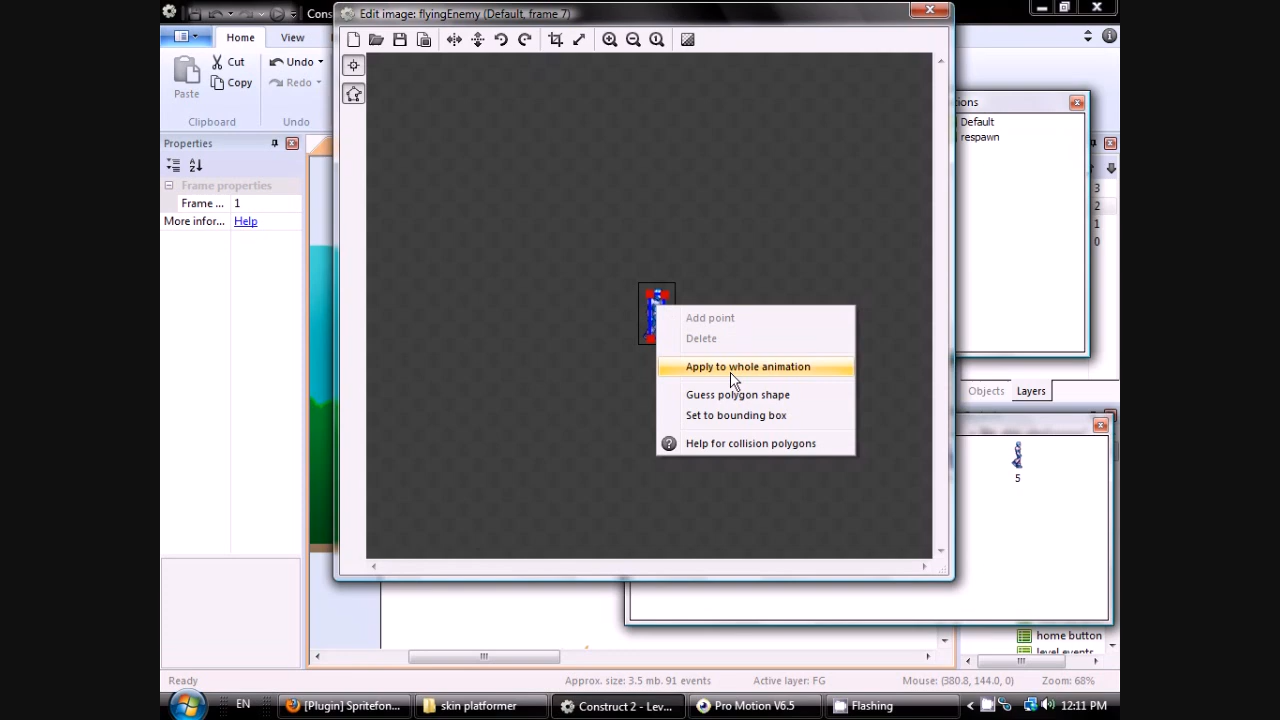 Cons
Edit image: flyingEnemy (Default, frame 7)
Home
View
Paste
Cut
Copy
Clipboard
Undo
Redo
Undo
Properties
Frame properties
Frame ...
1
More infor...
Help
ions
Default
respawn
3
2
1
0
Add point
Delete
Apply to whole animation
Guess polygon shape
Set to bounding box
Help for collision polygons
Objects
Layers
5
home button
level events
Ready
Approx. size: 3.5 mb. 91 events
Active layer: FG
Mouse: (380.8, 144.0, 0)
Zoom: 68%
EN
[Plugin] Spritefon...
skin platformer
Construct 2 - Lev...
Pro Motion V6.5
Flashing
12:11 PM